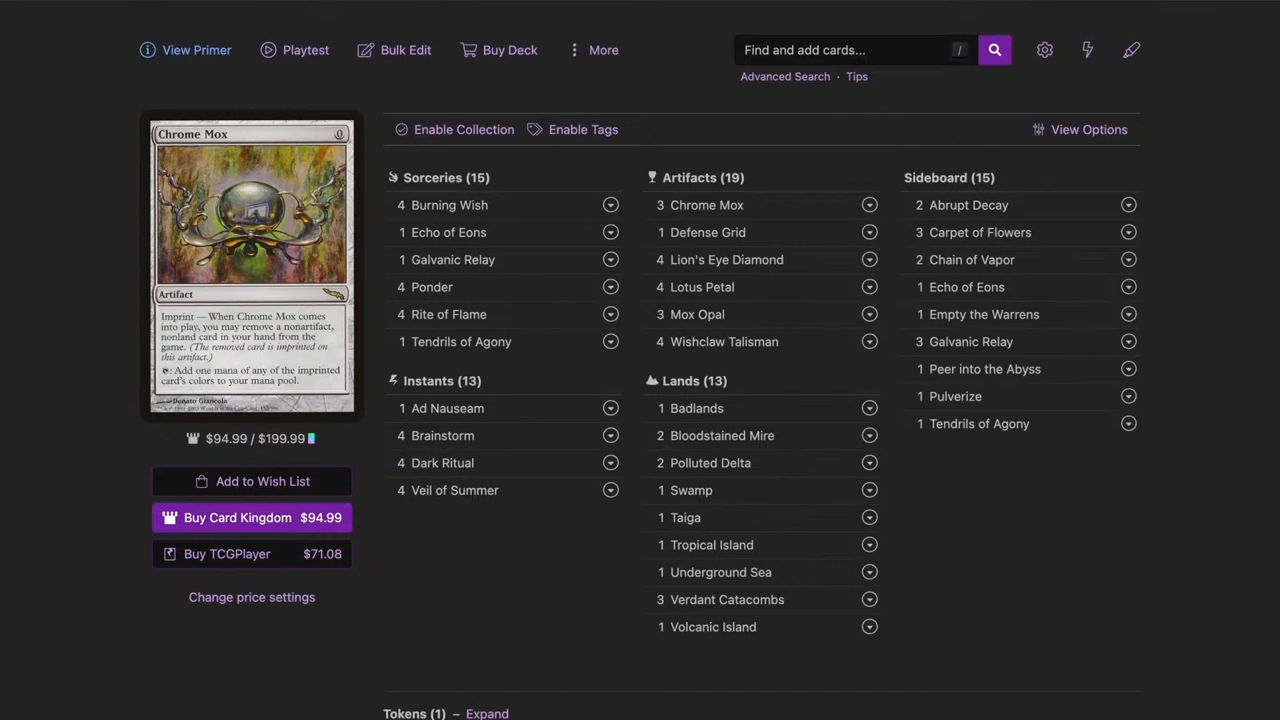 View Primer
Playtest
Bulk Edit
Buy Deck
More
Find and add cards...
/
Advanced Search · Tips
Chrome Mox
0
Artifact
Imprint — When Chrome Mox comes
into play, you may remove a nonartifact,
nonland card in your hand from the
game. (The removed card is imprinted on
this artifact.)
: Add one mana of any of the imprinted
card's colors to your mana pool.
Donato Giancola
$94.99 / $199.99
Add to Wish List
Buy Card Kingdom $94.99
Buy TCGPlayer $71.08
Change price settings
Enable Collection
Enable Tags
View Options
Sorceries (15)
4 Burning Wish
1 Echo of Eons
1 Galvanic Relay
4 Ponder
4 Rite of Flame
1 Tendrils of Agony
Instants (13)
1 Ad Nauseam
4 Brainstorm
4 Dark Ritual
4 Veil of Summer
Artifacts (19)
3 Chrome Mox
1 Defense Grid
4 Lion's Eye Diamond
4 Lotus Petal
3 Mox Opal
4 Wishclaw Talisman
Lands (13)
1 Badlands
2 Bloodstained Mire
2 Polluted Delta
1 Swamp
1 Taiga
1 Tropical Island
1 Underground Sea
3 Verdant Catacombs
1 Volcanic Island
Sideboard (15)
2 Abrupt Decay
3 Carpet of Flowers
2 Chain of Vapor
1 Echo of Eons
1 Empty the Warrens
3 Galvanic Relay
1 Peer into the Abyss
1 Pulverize
1 Tendrils of Agony
Tokens (1) – Expand